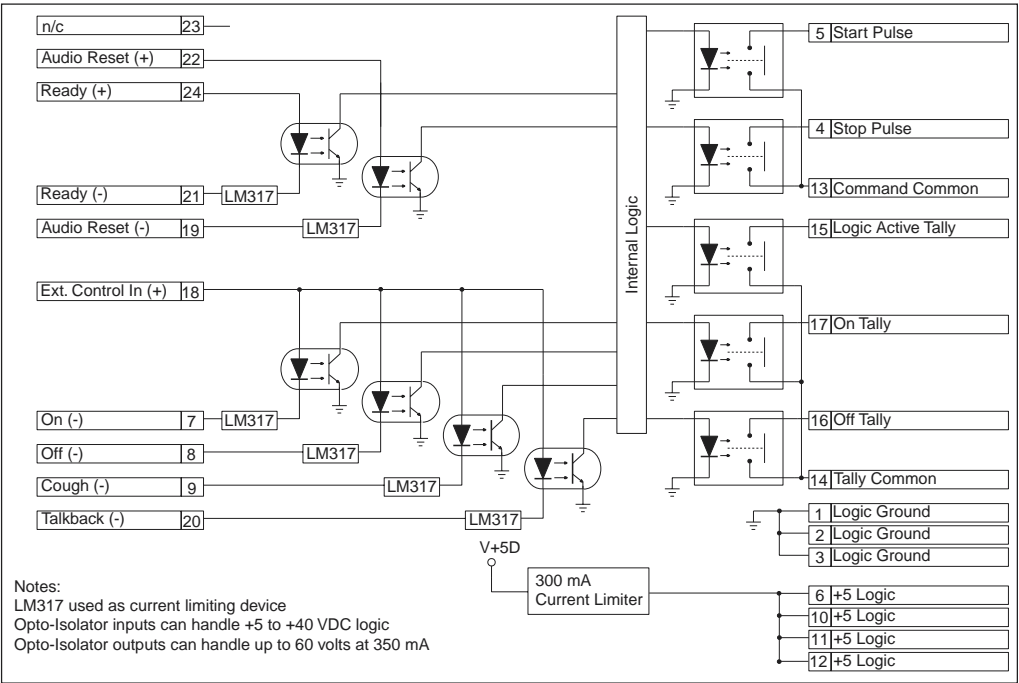 n/c 23
Audio Reset (+) 22
Ready (+) 24
Ready (-) 21 LM317
Audio Reset (-) 19 LM317
Ext. Control In (+) 18
On (-) 7 LM317
Off (-) 8 LM317
Cough (-) 9 LM317
Talkback (-) 20 LM317
Internal Logic
5 Start Pulse
4 Stop Pulse
13 Command Common
15 Logic Active Tally
17 On Tally
16 Off Tally
14 Tally Common
1 Logic Ground
2 Logic Ground
3 Logic Ground
V+5D
300 mA
Current Limiter
6 +5 Logic
10 +5 Logic
11 +5 Logic
12 +5 Logic
Notes:
LM317 used as current limiting device
Opto-Isolator inputs can handle +5 to +40 VDC logic
Opto-Isolator outputs can handle up to 60 volts at 350 mA